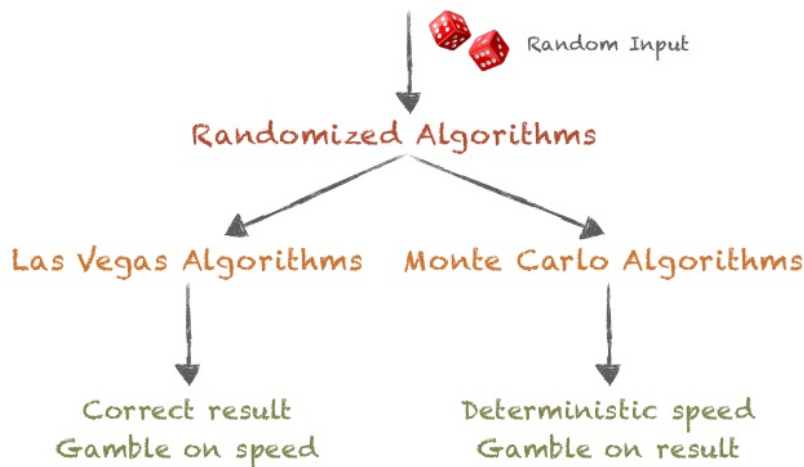 Random Input
Randomized Algorithms
Las Vegas Algorithms
Monte Carlo Algorithms
Correct result
Gamble on speed
Deterministic speed
Gamble on result